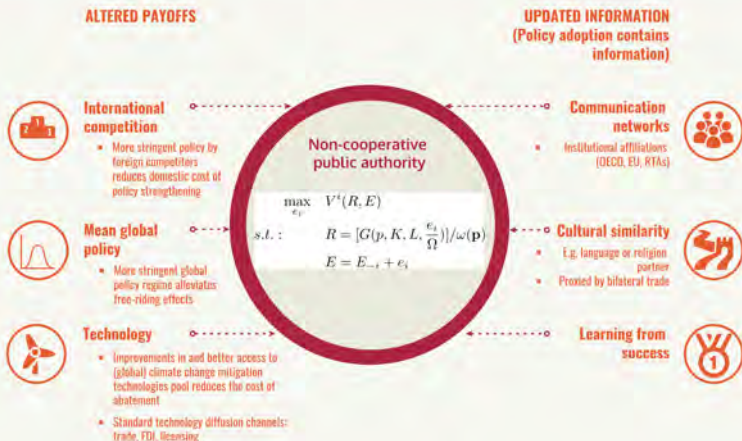 ALTERED PAYOFFS
International
competition
More stringent policy by
foreign competitors
reduces domestic cost of
policy strengthening
Mean global
policy
More stringent global
policy regime alleviates
free-riding effects
Technology
Improvements in and better access to
(global) climate change mitigation
technologies pool reduces the cost of
abatement
Standard technology diffusion channels:
trade, FDI, licensing
Non-cooperative
public authority
max V^i(R, E)
e_i
s.t. : R = [G(p, K, L, e_i/Ω)]/ω(p)
E = E_{-i} + e_i
UPDATED INFORMATION
(Policy adoption contains
information)
Communication
networks
Institutional affiliations
(OECD, EU, RTAs)
Cultural similarity
E.g. language or religion
partner
Proxied by bilateral trade
Learning from
success
2 1 3
1